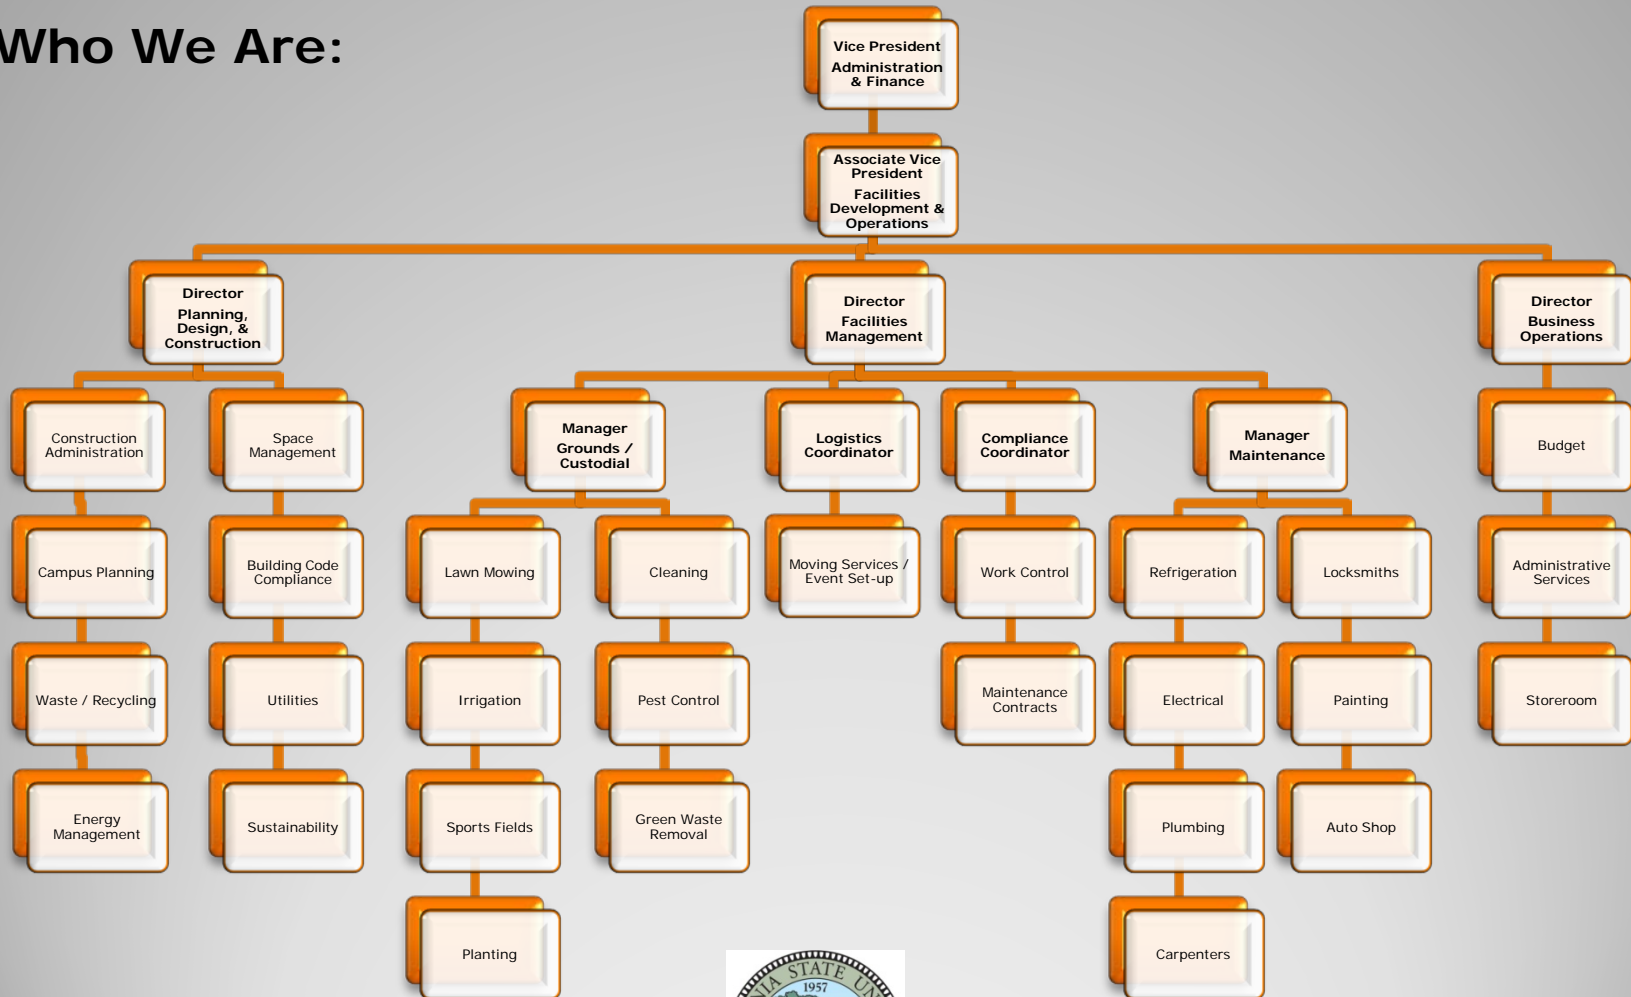 Who We Are:
Vice President
Administration
& Finance
Associate Vice
President
Facilities
Development &
Operations
Director
Planning,
Design, &
Construction
Director
Facilities
Management
Director
Business
Operations
Construction
Administration
Space
Management
Manager
Grounds /
Custodial
Logistics
Coordinator
Compliance
Coordinator
Manager
Maintenance
Budget
Campus Planning
Building Code
Compliance
Lawn Mowing
Cleaning
Moving Services /
Event Set-up
Work Control
Refrigeration
Locksmiths
Administrative
Services
Waste / Recycling
Utilities
Irrigation
Pest Control
Maintenance
Contracts
Electrical
Painting
Storeroom
Energy
Management
Sustainability
Sports Fields
Green Waste
Removal
Plumbing
Auto Shop
Planting
Carpenters
STATE
1957